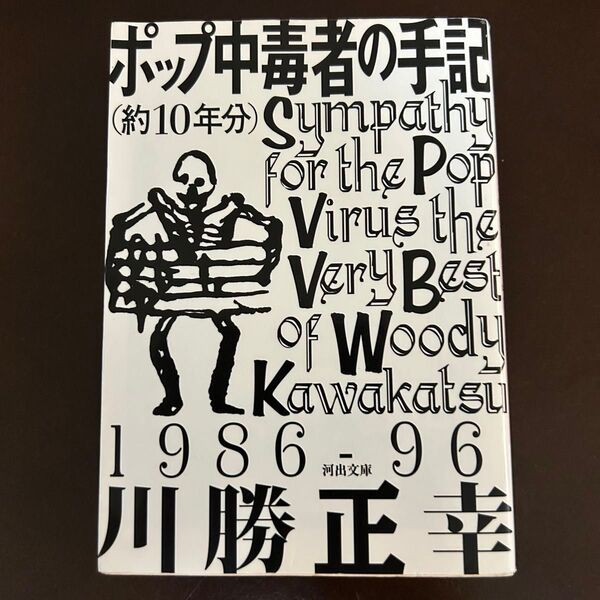 ポップ中毒者の手記
(約10年分)
Sympathy
for the Pop
Virus the
Very Best
of Woody
Kawakatsu
1986-96
河出文庫
川勝正幸